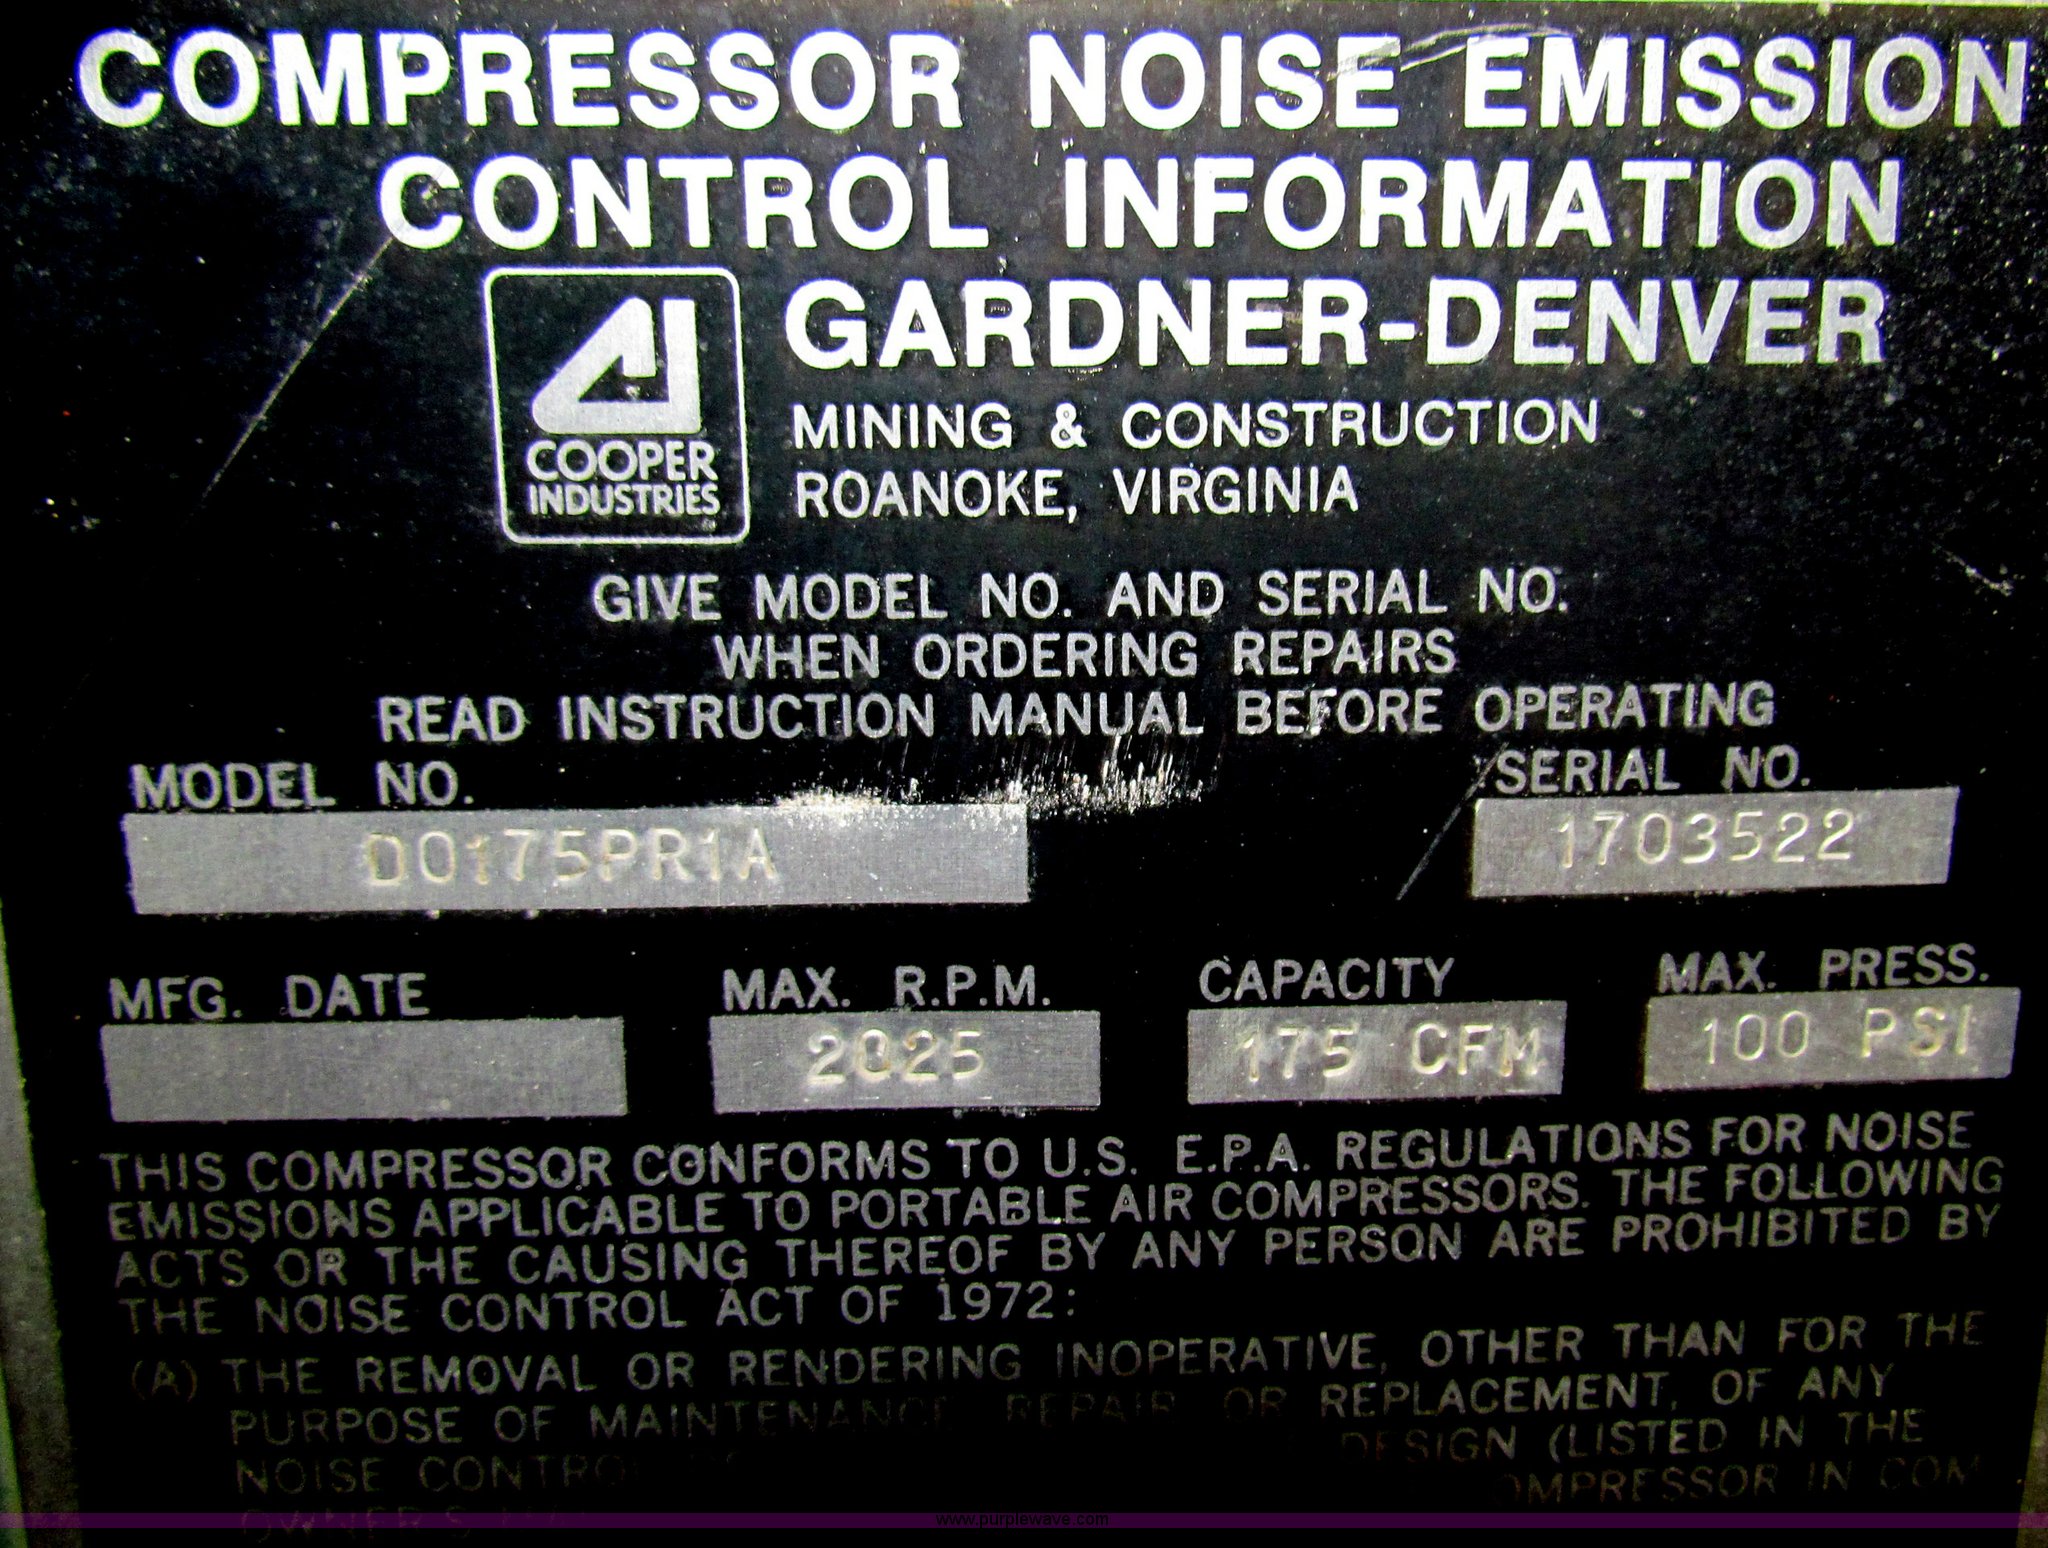 COMPRESSOR NOISE EMISSION
CONTROL INFORMATION
GARDNER-DENVER
MINING & CONSTRUCTION
ROANOKE, VIRGINIA
COOPER
INDUSTRIES
GIVE MODEL NO. AND SERIAL NO.
WHEN ORDERING REPAIRS
READ INSTRUCTION MANUAL BEFORE OPERATING
MODEL NO. SERIAL NO.
D0175PR1A 1703522
MFG. DATE MAX. R.P.M. CAPACITY MAX. PRESS.
2025 175 CFM 100 PSI
THIS COMPRESSOR CONFORMS TO U.S. E.P.A. REGULATIONS FOR NOISE
EMISSIONS APPLICABLE TO PORTABLE AIR COMPRESSORS. THE FOLLOWING
ACTS OR THE CAUSING THEREOF BY ANY PERSON ARE PROHIBITED BY
THE NOISE CONTROL ACT OF 1972:
(A) THE REMOVAL OR RENDERING INOPERATIVE, OTHER THAN FOR THE
PURPOSE OF MAINTENANCE, REPAIR OR REPLACEMENT, OF ANY
NOISE CONTROL DESIGN (LISTED IN THE
OWNER'S COMPRESSOR IN COM
www.purplewave.com